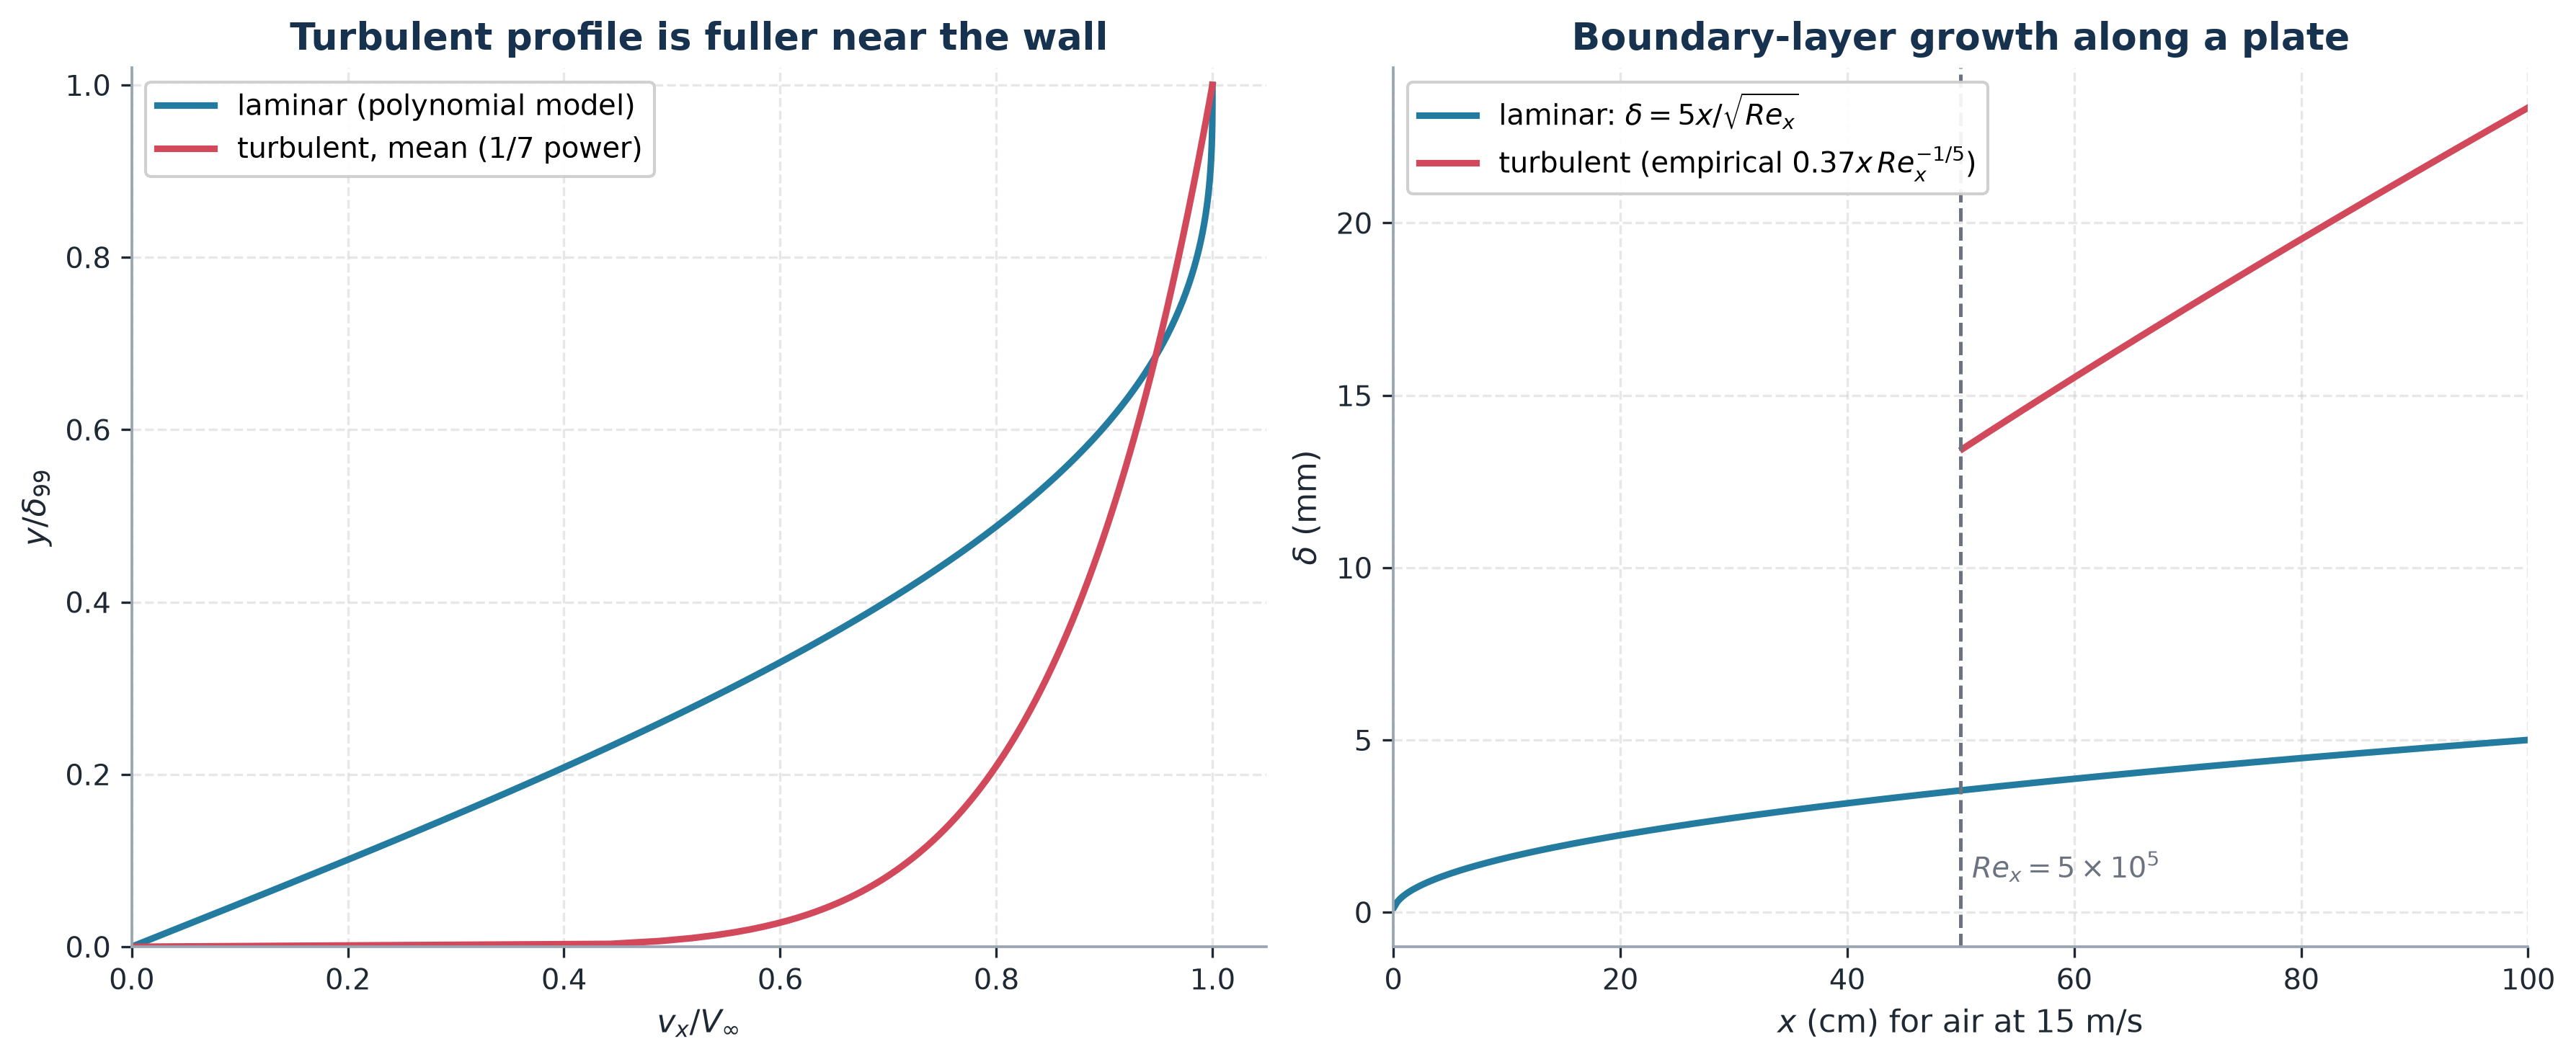 Turbulent profile is fuller near the wall
laminar (polynomial model)
turbulent, mean (1/7 power)
1.0
0.8
0.6
0.4
0.2
0.0
y/δ₉₉
0.0 0.2 0.4 0.6 0.8 1.0
vₓ/V∞
Boundary-layer growth along a plate
laminar: δ = 5x/√Reₓ
turbulent (empirical 0.37x Reₓ^{−1/5})
20
15
10
5
0
δ (mm)
Reₓ = 5 × 10⁵
0 20 40 60 80 100
x (cm) for air at 15 m/s